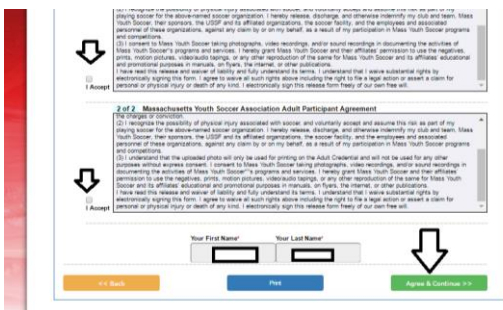 (2) I recognize the possibility of physical injury associated with soccer, and voluntarily accept and assume this risk as part of my
playing soccer for the above-named soccer organization. I hereby release, discharge, and otherwise indemnify my club and team, Mass
Youth Soccer, their sponsors, the USSF and its affiliated organizations, the soccer facility, and the employees and associated
personnel of these organizations, against any claim by or on my behalf, as a result of my participation in Mass Youth Soccer programs
and competitions.
(3) I consent to Mass Youth Soccer taking photographs, video recordings, and/or sound recordings in documenting the activities of
Mass Youth Soccer's programs and services. I hereby grant Mass Youth Soccer and their affiliates' permission to use the negatives,
prints, motion pictures, video/audio tapings, or any other reproduction of the same for Mass Youth Soccer and its affiliates' educational
and promotional purposes in manuals, on flyers, the internet, or other publications.
I have read this release and waiver of liability and fully understand its terms. I understand that I waive substantial rights by
electronically signing this form. I agree to waive all such rights above including the right to file a legal action or assert a claim for
personal or physical injury or death of any kind. I electronically sign this release form freely of our own free will.
I Accept
2 of 2 Massachusetts Youth Soccer Association Adult Participant Agreement
the charges or conviction.
(2) I recognize the possibility of physical injury associated with soccer, and voluntarily accept and assume this risk as part of my
playing soccer for the above-named soccer organization. I hereby release, discharge, and otherwise indemnify my club and team, Mass
Youth Soccer, their sponsors, the USSF and its affiliated organizations, the soccer facility, and the employees and associated
personnel of these organizations, against any claim by or on my behalf, as a result of my participation in Mass Youth Soccer programs
and competitions.
(3) I understand that the uploaded photo will only be used for printing on the Adult Credential and will not be used for any other
purposes without express consent. I consent to Mass Youth Soccer taking photographs, video recordings, and/or sound recordings in
documenting the activities of Mass Youth Soccer''s programs and services. I hereby grant Mass Youth Soccer and their affiliates'
permission to use the negatives, prints, motion pictures, video/audio tapings, or any other reproduction of the same for Mass Youth
Soccer and its affiliates' educational and promotional purposes in manuals, on flyers, the internet, or other publications.
I have read this release and waiver of liability and fully understand its terms. I understand that I waive substantial rights by
electronically signing this form. I agree to waive all such rights above including the right to file a legal action or assert a claim for
personal or physical injury or death of any kind. I electronically sign this release form freely of our own free will.
I Accept
Your First Name* Your Last Name*
<< Back Print Agree & Continue >>